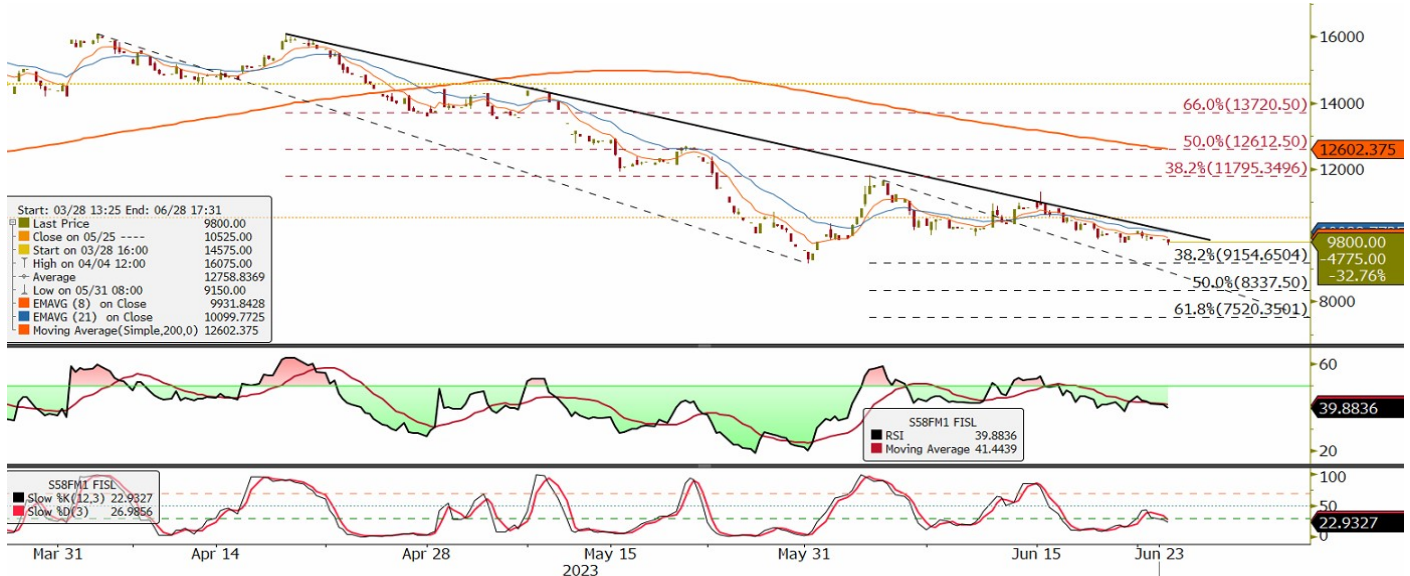 16000
14000
66.0%(13720.50)
50.0%(12612.50)
12602.375
12000
38.2%(11795.3496)
9800.00
-4775.00
-32.76%
38.2%(9154.6504)
50.0%(8337.50)
8000
61.8%(7520.3501)
Start: 03/28 13:25 End: 06/28 17:31
Last Price 9800.00
Close on 05/25 ---- 10525.00
Start on 03/28 16:00 14575.00
High on 04/04 12:00 16075.00
Average 12758.8369
Low on 05/31 08:00 9150.00
EMAVG (8) on Close 9931.8428
EMAVG (21) on Close 10099.7725
Moving Average(Simple,200,0) 12602.375
60
39.8836
20
S58FM1 FISL
RSI 39.8836
Moving Average 41.4439
100
50
22.9327
0
S58FM1 FISL
Slow %K(12,3) 22.9327
Slow %D(3) 26.9856
Mar 31 Apr 14 Apr 28 May 15 May 31 Jun 15 Jun 23
2023